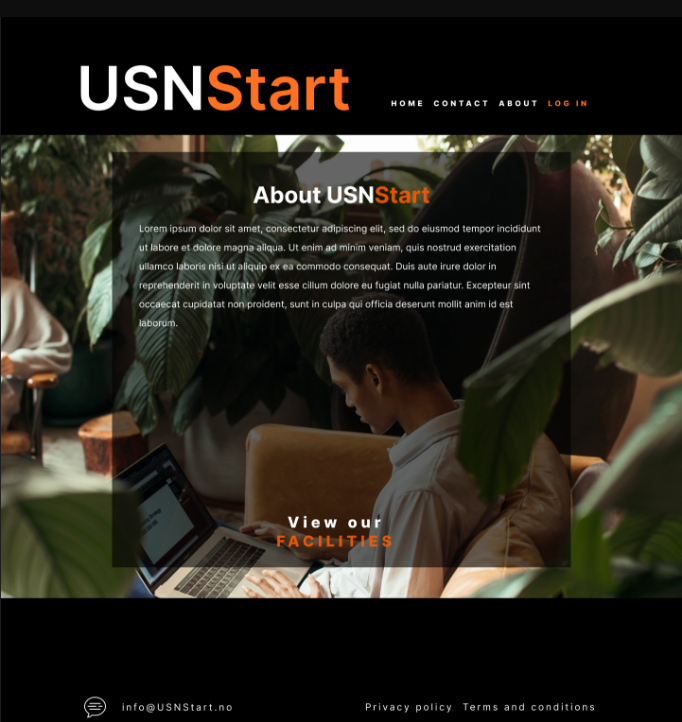 USNStart
HOME CONTACT ABOUT LOG IN
About USNStart
Lorem ipsum dolor sit amet, consectetur adipiscing elit, sed do eiusmod tempor incididunt
ut labore et dolore magna aliqua. Ut enim ad minim veniam, quis nostrud exercitation
ullamco laboris nisi ut aliquip ex ea commodo consequat. Duis aute irure dolor in
reprehenderit in voluptate velit esse cillum dolore eu fugiat nulla pariatur. Excepteur sint
occaecat cupidatat non proident, sunt in culpa qui officia deserunt mollit anim id est
laborum.
View our
FACILITIES
info@USNStart.no
Privacy policy Terms and conditions